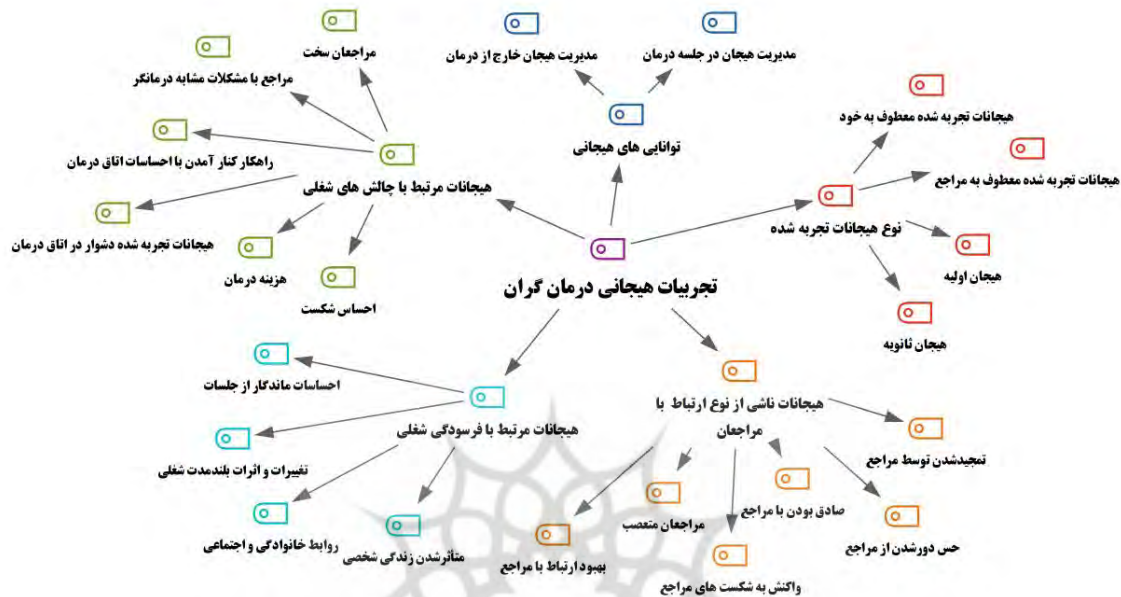 مدیریت هیجان در جلسه درمان
مدیریت هیجان خارج از درمان
توانایی های هیجانی
مراجعان سخت
مراجع با مشکلات مشابه درمانگر
راهکار کنار آمدن با احساسات اتاق درمان
هیجانات مرتبط با چالش های شغلی
هیجانات تجربه شده دشوار در اتاق درمان
هزینه درمان
احساس شکست
هیجانات تجربه شده معطوف به خود
هیجانات تجربه شده معطوف به مراجع
نوع هیجانات تجربه شده
هیجان اولیه
هیجان ثانویه
تجربیات هیجانی درمان گران
احساسات ماندگار از جلسات
هیجانات مرتبط با فرسودگی شغلی
تغییرات و اثرات بلندمدت شغلی
روابط خانوادگی و اجتماعی
متأثرشدن زندگی شخصی
هیجانات ناشی از نوع ارتباط با
مراجعان
تمجیدشدن توسط مراجع
حس دورشدن از مراجع
صادق بودن با مراجع
مراجعان متعصب
واکنش به شکست های مراجع
بهبود ارتباط با مراجع